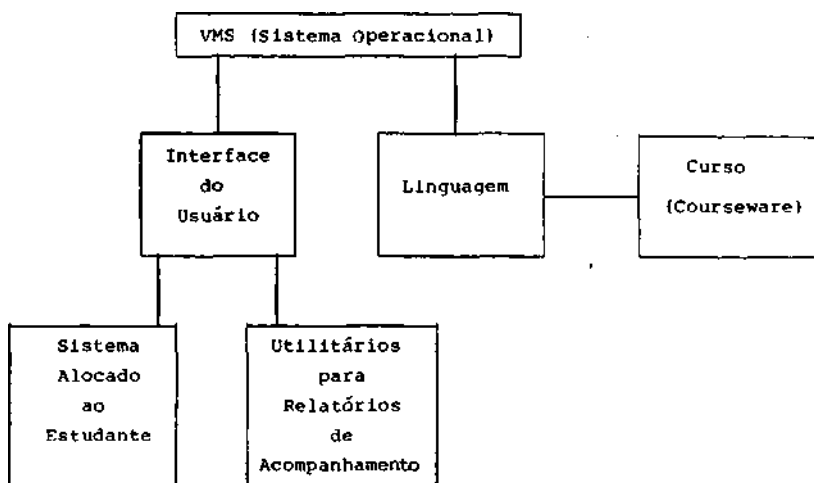 VMS (Sistema Operacional)
Interface
do
Usuário
Linguagem
Curso
(Courseware)
Sistema
Alocado
ao
Estudante
Utilitários
para
Relatórios
de
Acompanhamento